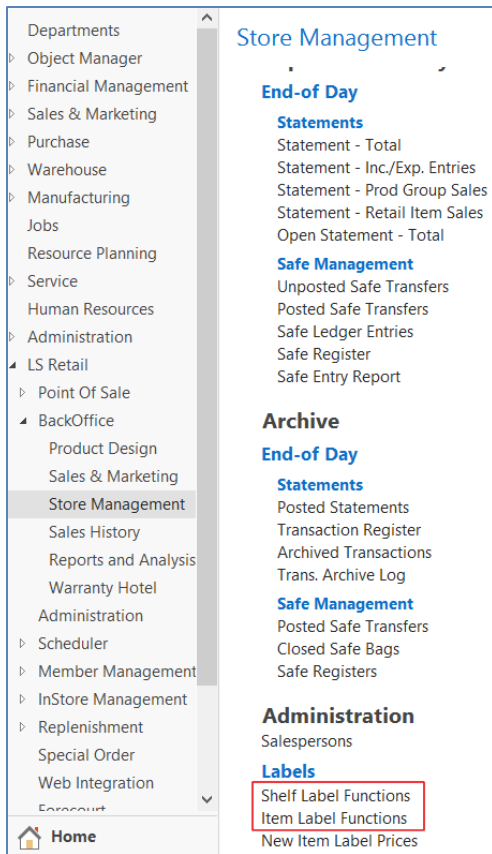 Departments
Object Manager
Financial Management
Sales & Marketing
Purchase
Warehouse
Manufacturing
Jobs
Resource Planning
Service
Human Resources
Administration
LS Retail
Point Of Sale
BackOffice
Product Design
Sales & Marketing
Store Management
Sales History
Reports and Analysis
Warranty Hotel
Administration
Scheduler
Member Management
InStore Management
Replenishment
Special Order
Web Integration
Forecourt
Home
Store Management
End-of Day
Statements
Statement - Total
Statement - Inc./Exp. Entries
Statement - Prod Group Sales
Statement - Retail Item Sales
Open Statement - Total
Safe Management
Unposted Safe Transfers
Posted Safe Transfers
Safe Ledger Entries
Safe Register
Safe Entry Report
Archive
End-of Day
Statements
Posted Statements
Transaction Register
Archived Transactions
Trans. Archive Log
Safe Management
Posted Safe Transfers
Closed Safe Bags
Safe Registers
Administration
Salespersons
Labels
Shelf Label Functions
Item Label Functions
New Item Label Prices